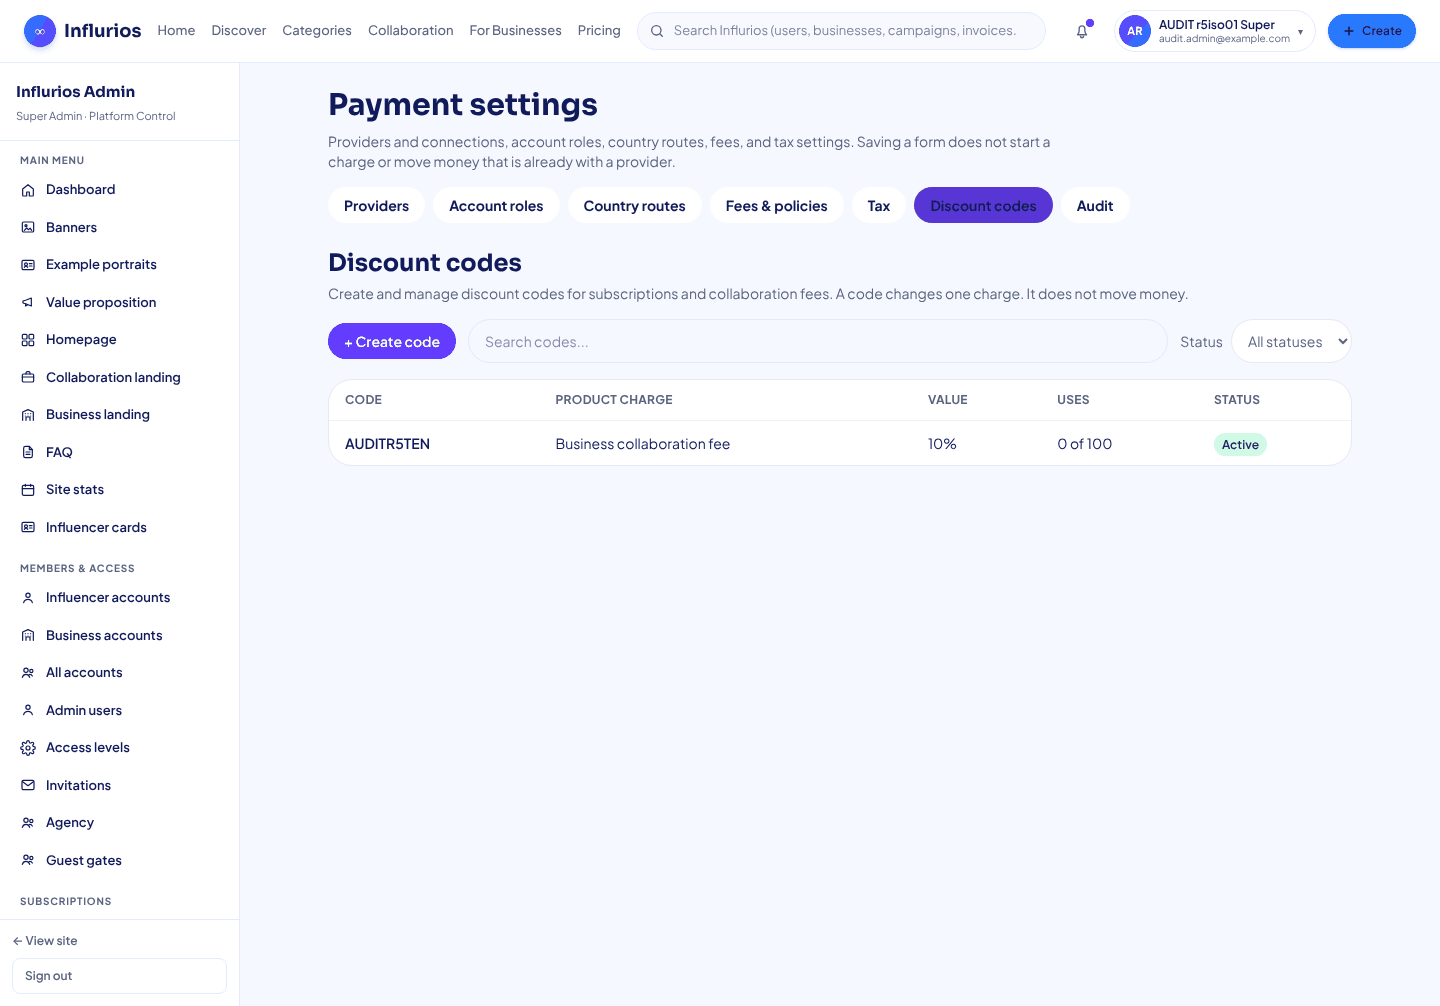 ∞ Influrios Home Discover Categories Collaboration For Businesses Pricing Search Influrios (users, businesses, campaigns, invoices. AR AUDIT r5iso01 Super ▾ + Create
audit.admin@example.com
Influrios Admin
Super Admin · Platform Control
MAIN MENU
Dashboard
Banners
Example portraits
Value proposition
Homepage
Collaboration landing
Business landing
FAQ
Site stats
Influencer cards
MEMBERS & ACCESS
Influencer accounts
Business accounts
All accounts
Admin users
Access levels
Invitations
Agency
Guest gates
SUBSCRIPTIONS
← View site
Sign out
Payment settings
Providers and connections, account roles, country routes, fees, and tax settings. Saving a form does not start a
charge or move money that is already with a provider.
Providers Account roles Country routes Fees & policies Tax Discount codes Audit
Discount codes
Create and manage discount codes for subscriptions and collaboration fees. A code changes one charge. It does not move money.
+ Create code Search codes... Status All statuses
CODE PRODUCT CHARGE VALUE USES STATUS
AUDITR5TEN Business collaboration fee 10% 0 of 100 Active